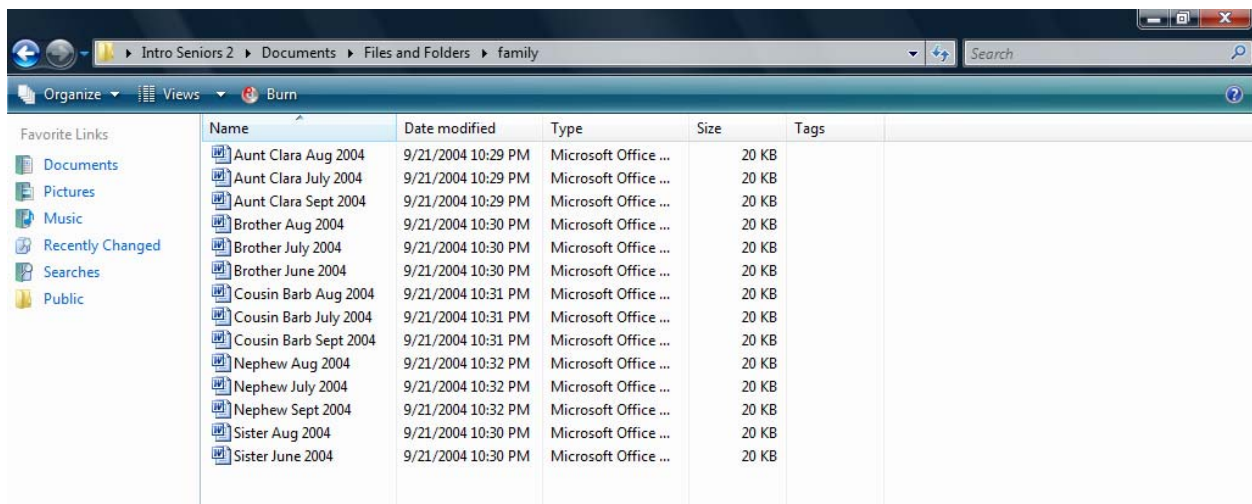 Intro Seniors 2 Documents Files and Folders family Search
Organize Views Burn
Favorite Links Name Date modified Type Size Tags
Documents Aunt Clara Aug 2004 9/21/2004 10:29 PM Microsoft Office ... 20 KB
Aunt Clara July 2004 9/21/2004 10:29 PM Microsoft Office ... 20 KB
Pictures Aunt Clara Sept 2004 9/21/2004 10:29 PM Microsoft Office ... 20 KB
Music Brother Aug 2004 9/21/2004 10:30 PM Microsoft Office ... 20 KB
Recently Changed Brother July 2004 9/21/2004 10:30 PM Microsoft Office ... 20 KB
Searches Brother June 2004 9/21/2004 10:30 PM Microsoft Office ... 20 KB
Public Cousin Barb Aug 2004 9/21/2004 10:31 PM Microsoft Office ... 20 KB
Cousin Barb July 2004 9/21/2004 10:31 PM Microsoft Office ... 20 KB
Cousin Barb Sept 2004 9/21/2004 10:31 PM Microsoft Office ... 20 KB
Nephew Aug 2004 9/21/2004 10:32 PM Microsoft Office ... 20 KB
Nephew July 2004 9/21/2004 10:32 PM Microsoft Office ... 20 KB
Nephew Sept 2004 9/21/2004 10:32 PM Microsoft Office ... 20 KB
Sister Aug 2004 9/21/2004 10:30 PM Microsoft Office ... 20 KB
Sister June 2004 9/21/2004 10:30 PM Microsoft Office ... 20 KB